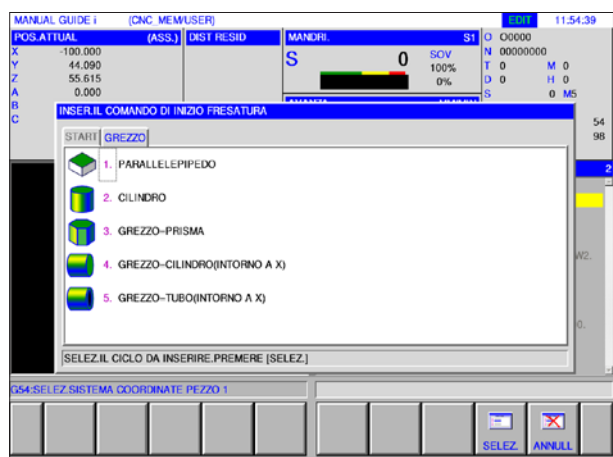 MANUAL GUIDE i (CNC_MEM/USER) EDIT 11:54:39
POS.ATTUAL (ASS.) DIST RESID MANDRI. S1 O O0000
X -100.000 S 0 SOV N 00000000
Y 44.090 100% T 0 M 0
Z 55.615 0% D 0 H 0
A 0.000 S 0 M5
B
C 54
98
INSER.IL COMANDO DI INIZIO FRESATURA
START GREZZO
2
1. PARALLELEPIPEDO
2. CILINDRO
3. GREZZO-PRISMA
4. GREZZO-CILINDRO(INTORNO A X)
W2.
5. GREZZO-TUBO(INTORNO A X)
0.
SELEZ.IL CICLO DA INSERIRE.PREMERE [SELEZ.]
G54:SELEZ.SISTEMA COORDINATE PEZZO 1
SELEZ. ANNULL